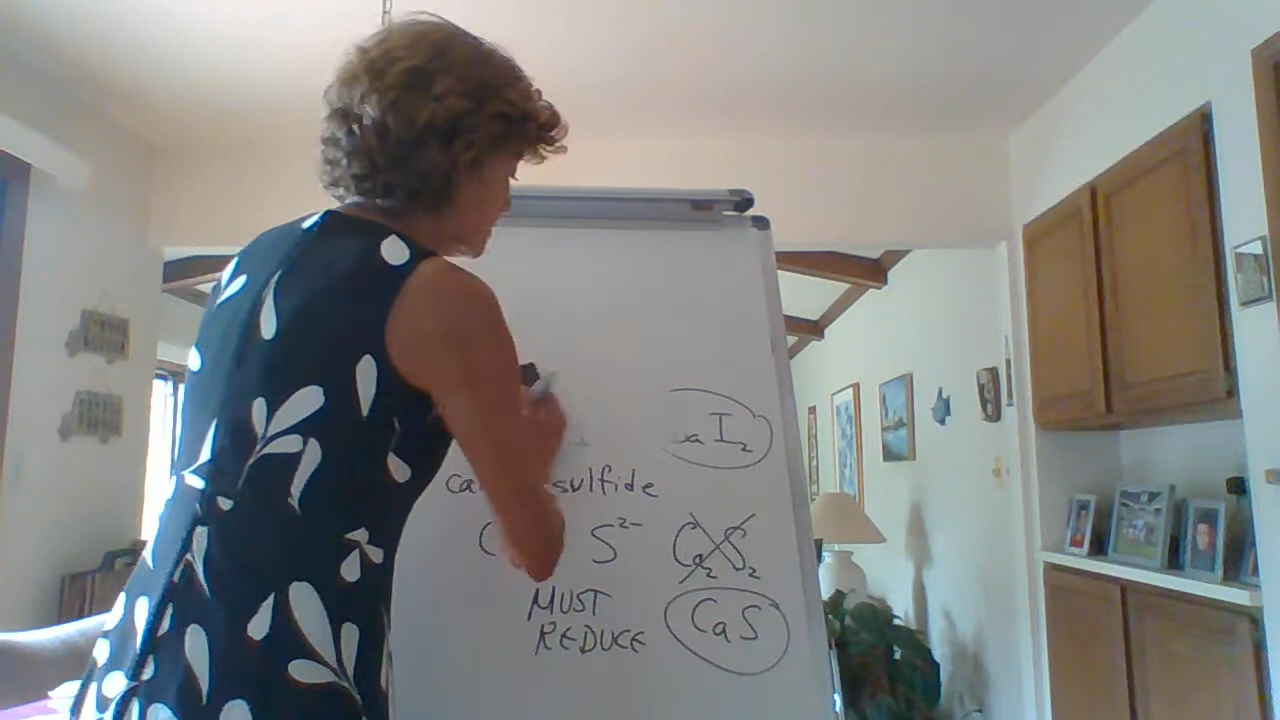 aI₂
sulfide
S²⁻ Ca₂S₂
MUST
REDUCE CaS